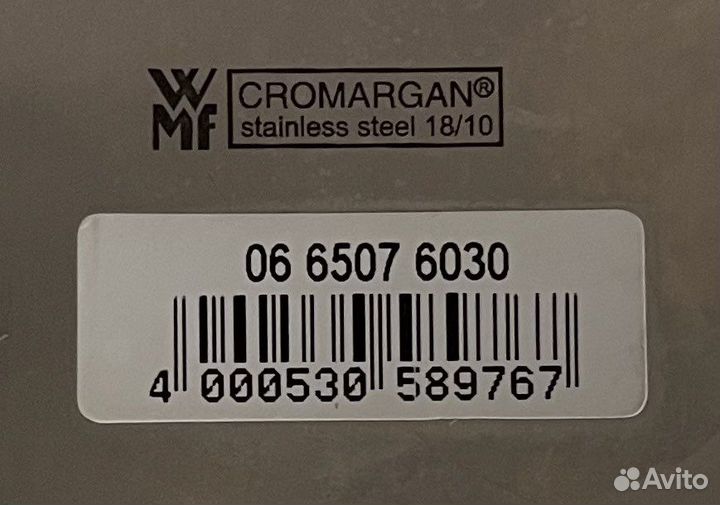 WMF
CROMARGAN®
stainless steel 18/10
06 6507 6030
4 000530 589767
Avito